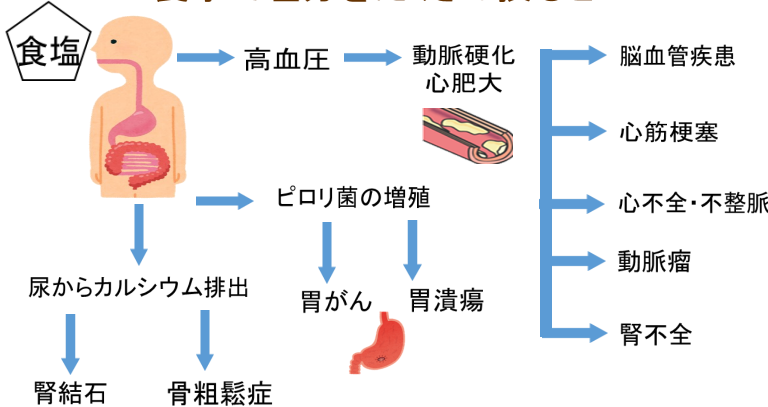 食塩
高血圧
動脈硬化
心肥大
脳血管疾患
心筋梗塞
心不全・不整脈
動脈瘤
腎不全
ピロリ菌の増殖
胃がん
胃潰瘍
尿からカルシウム排出
腎結石
骨粗鬆症